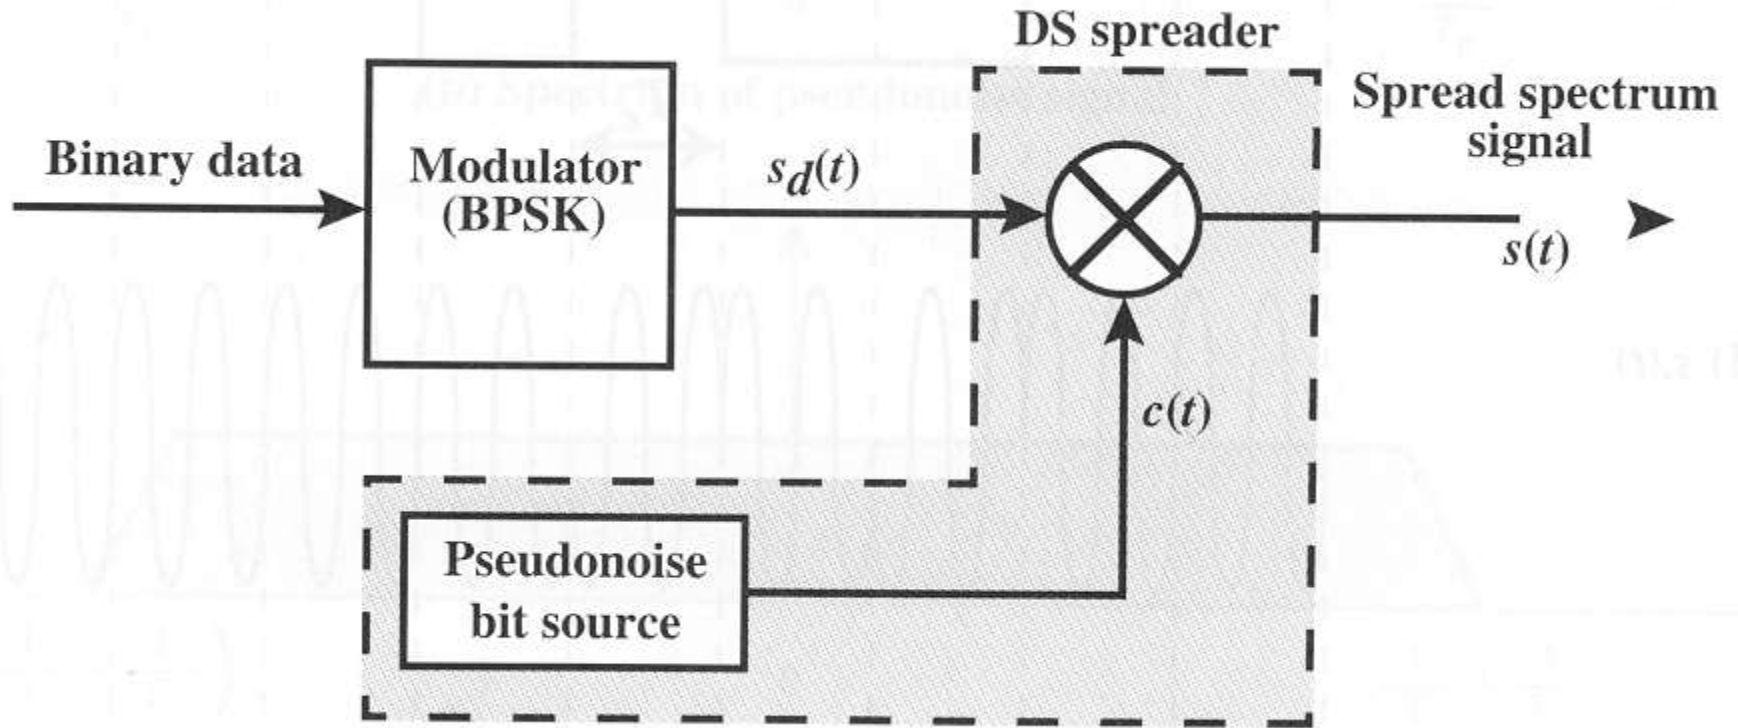 DS spreader
Spread spectrum
signal
Binary data
Modulator
(BPSK)
s_d(t)
s(t)
c(t)
Pseudonoise
bit source